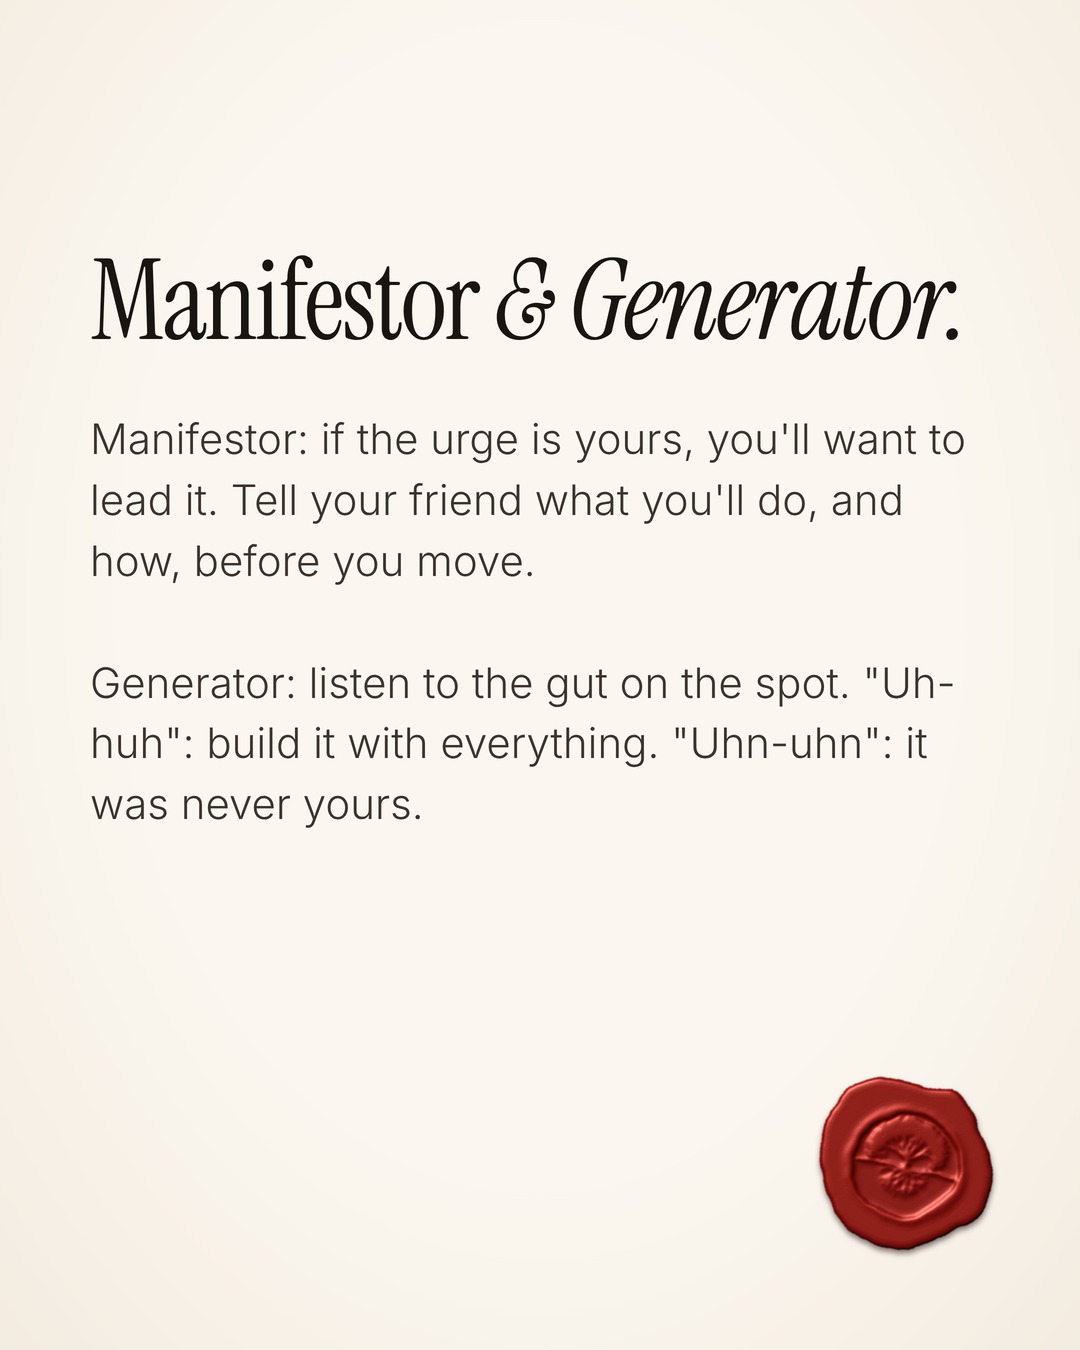 Manifestor & Generator.
Manifestor: if the urge is yours, you'll want to
lead it. Tell your friend what you'll do, and
how, before you move.
Generator: listen to the gut on the spot. "Uh-
huh": build it with everything. "Uhn-uhn": it
was never yours.